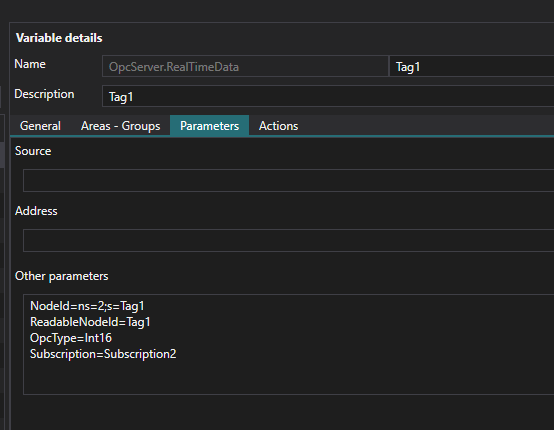 Variable details
Name OpcServer.RealTimeData Tag1
Description Tag1
General Areas - Groups Parameters Actions
Source
Address
Other parameters
NodeId=ns=2;s=Tag1
ReadableNodeId=Tag1
OpcType=Int16
Subscription=Subscription2